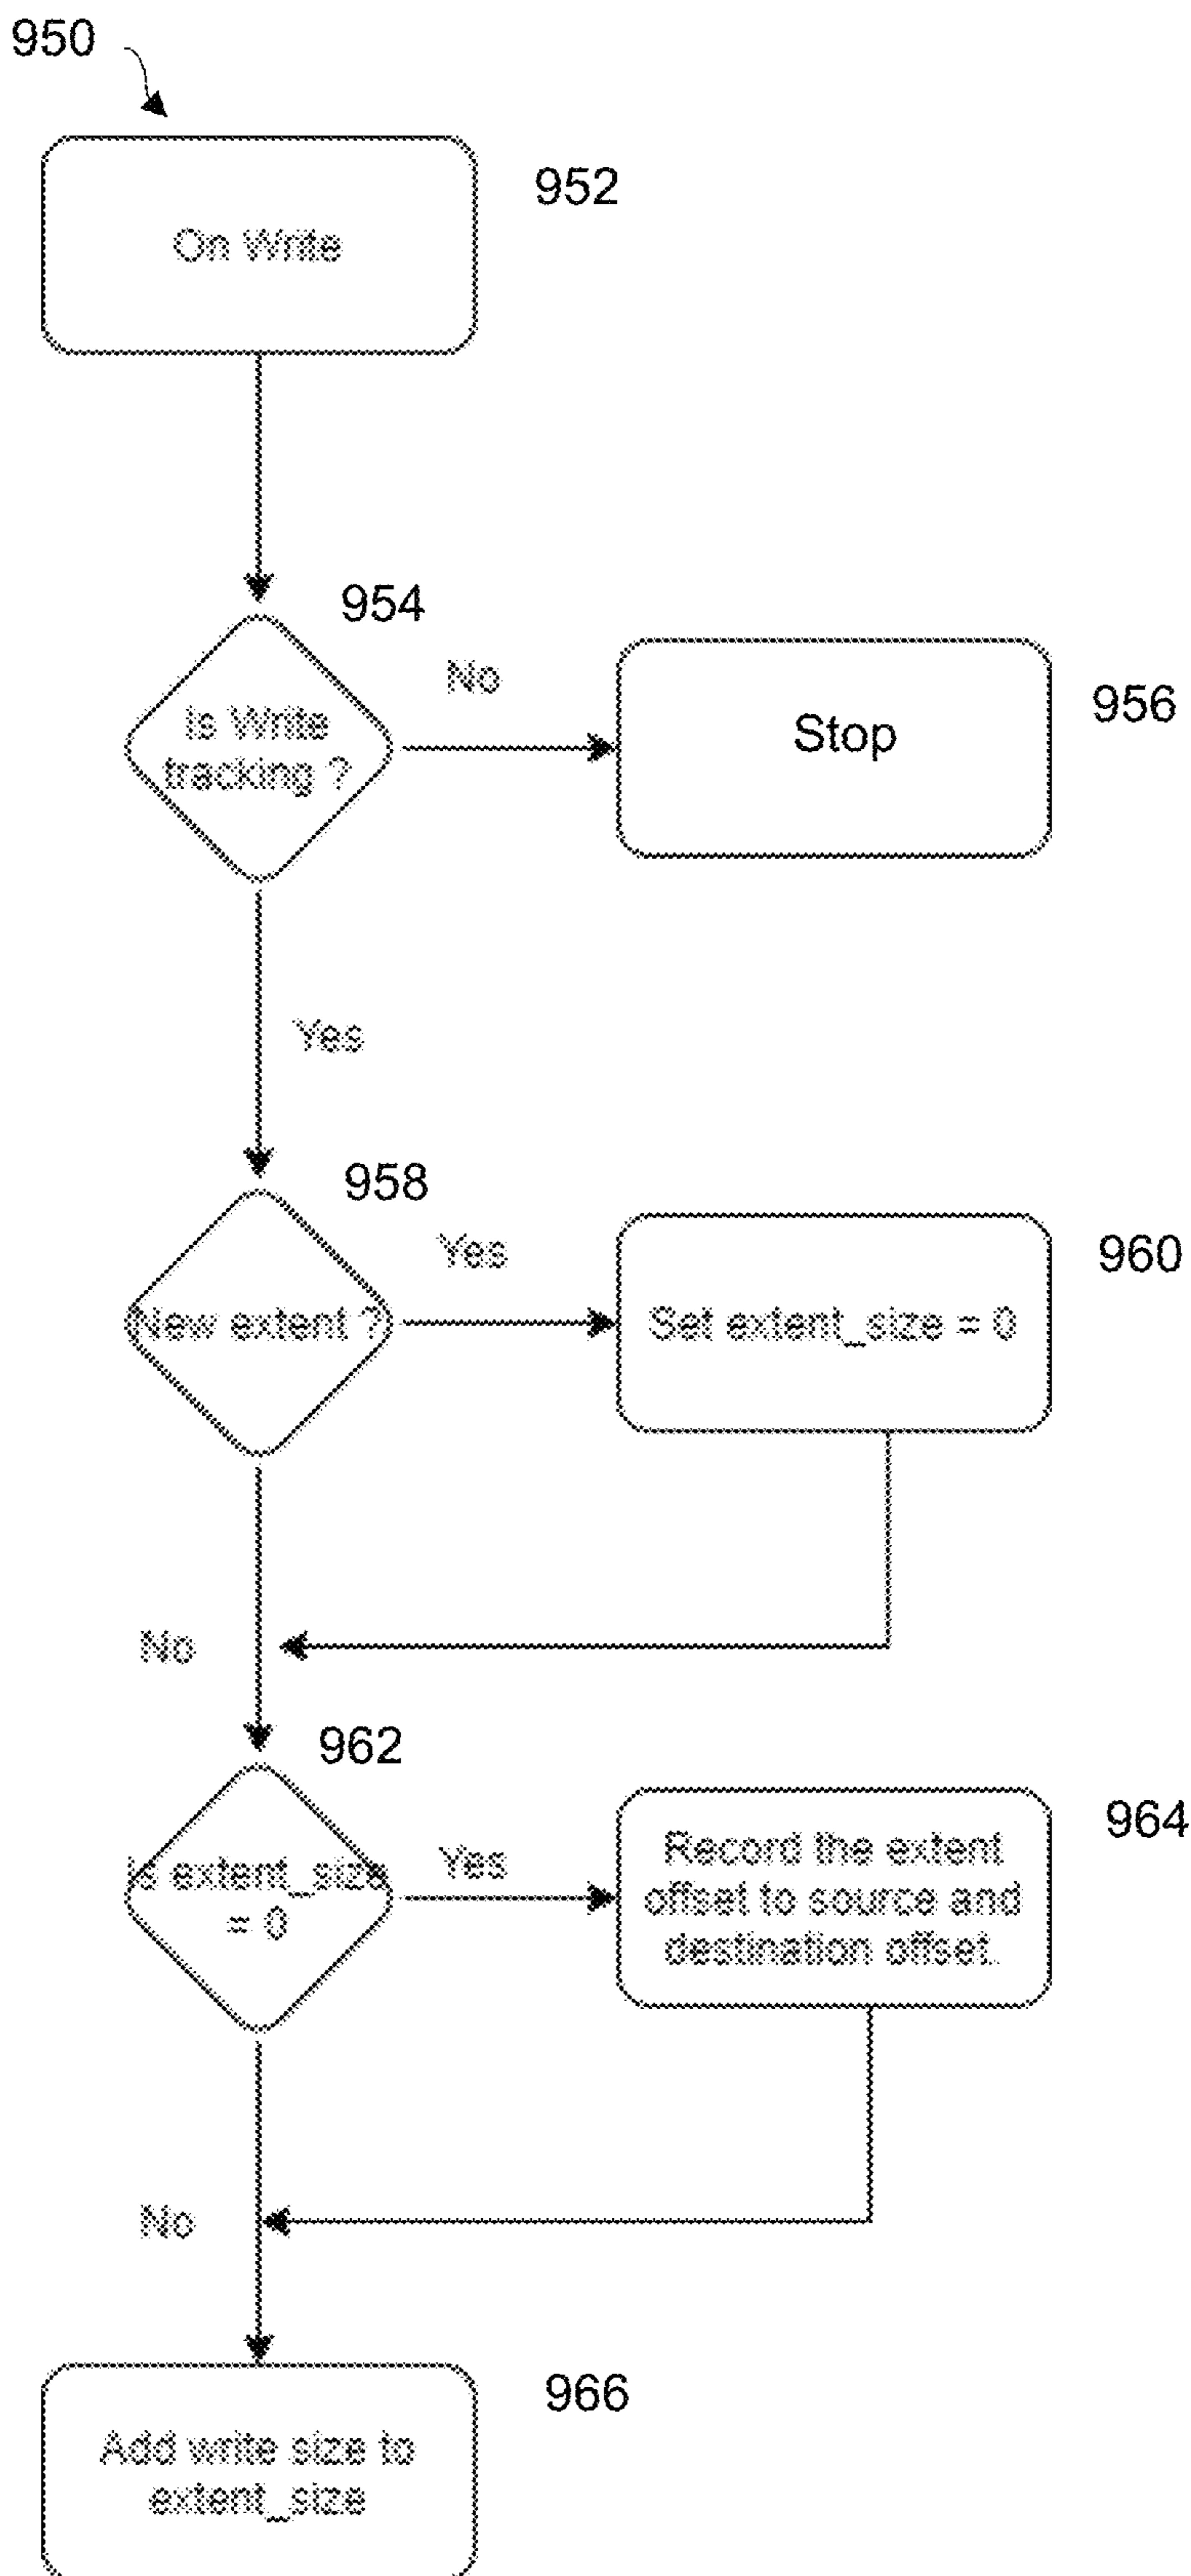 950
952
On Write
954
No
Is Write
tracking ?
Stop
956
Yes
958
Yes
New extent ?
Set extent_size = 0
960
No
962
Yes
Is extent_size
= 0
Record the extent
offset to source and
destination offset.
964
No
966
Add write size to
extent_size